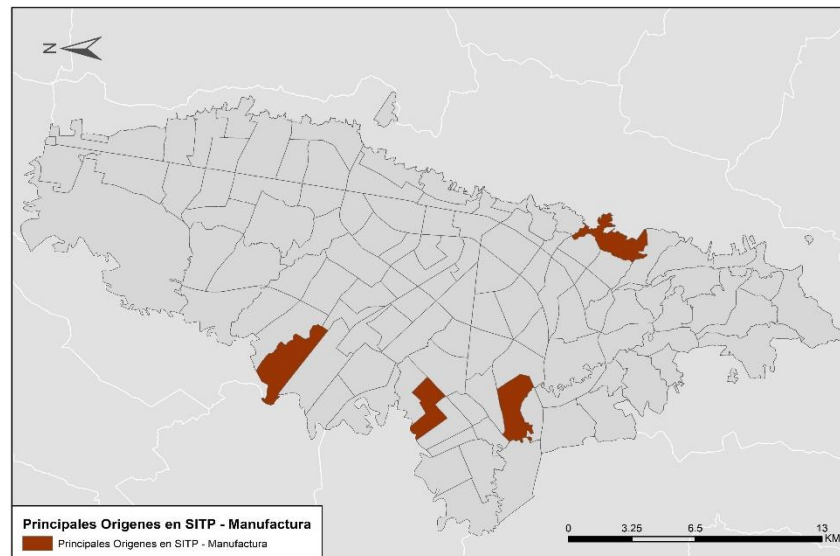 N
Principales Origenes en SITP - Manufactura
Principales Origenes en SITP - Manufactura
0 3.25 6.5 13
KM